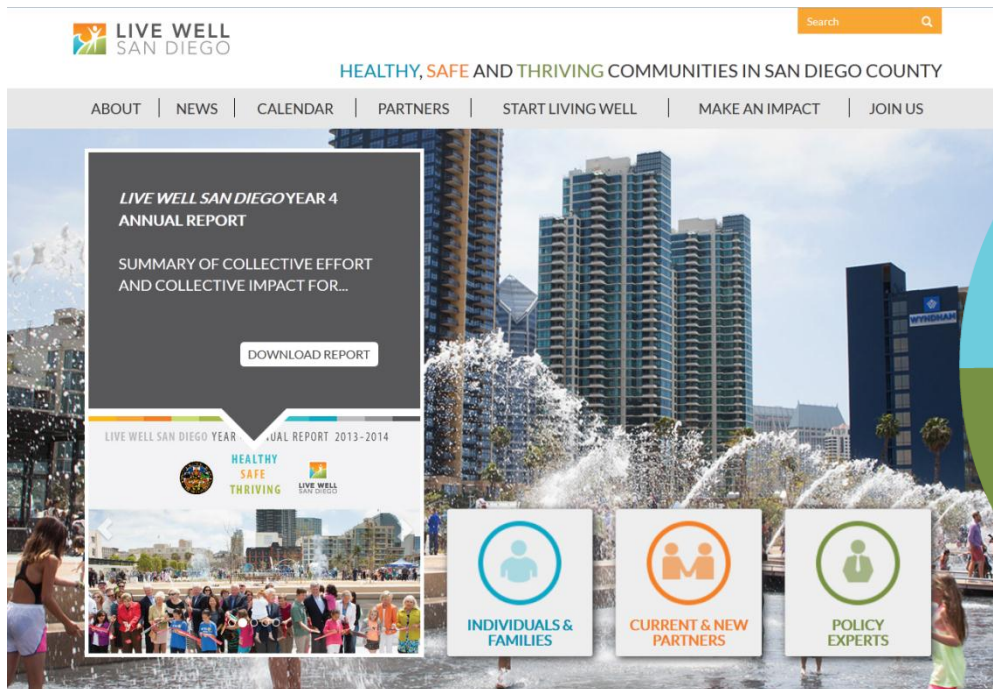 LIVE WELL
SAN DIEGO
Search
HEALTHY, SAFE AND THRIVING COMMUNITIES IN SAN DIEGO COUNTY
ABOUT
NEWS
CALENDAR
PARTNERS
START LIVING WELL
MAKE AN IMPACT
JOIN US
LIVE WELL SAN DIEGO YEAR 4
ANNUAL REPORT
SUMMARY OF COLLECTIVE EFFORT
AND COLLECTIVE IMPACT FOR...
DOWNLOAD REPORT
LIVE WELL SAN DIEGO YEAR UAL REPORT 2013-2014
HEALTHY
SAFE
THRIVING
LIVE WELL
SAN DIEGO
WYNDHAM
INDIVIDUALS &
FAMILIES
CURRENT & NEW
PARTNERS
POLICY
EXPERTS